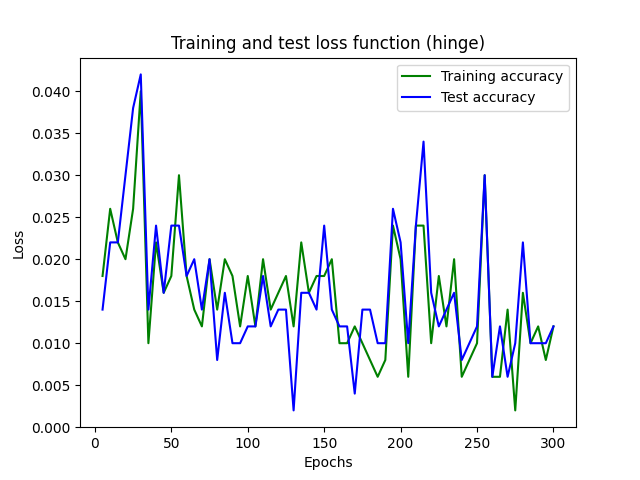 Training and test loss function (hinge)
Training accuracy
Test accuracy
0.040
0.035
0.030
0.025
0.020
0.015
0.010
0.005
0.000
Loss
0 50 100 150 200 250 300
Epochs